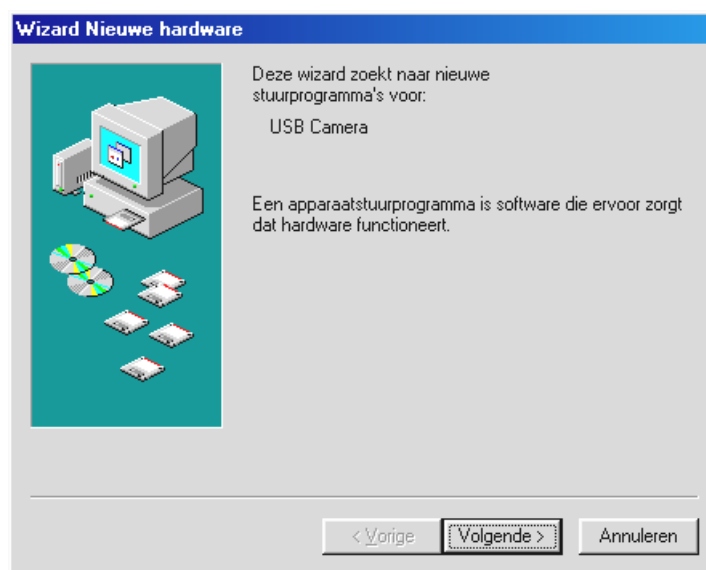 Wizard Nieuwe hardware
Deze wizard zoekt naar nieuwe
stuurprogramma's voor:
USB Camera
Een apparaatstuurprogramma is software die ervoor zorgt
dat hardware functioneert.
< Vorige Volgende > Annuleren